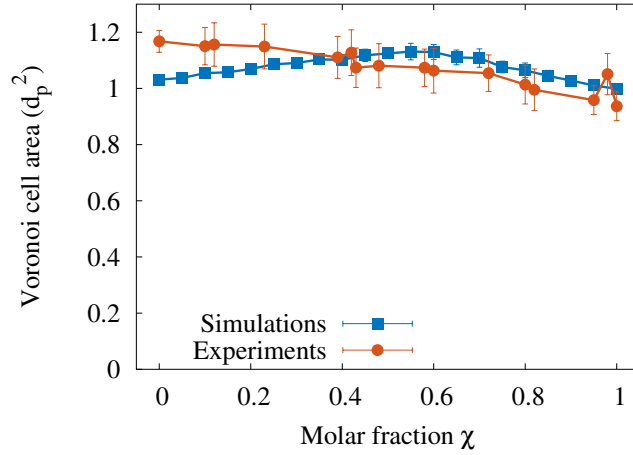 1.2
1
0.8
0.6
0.4
0.2
0
Voronoi cell area (dp²)
Simulations
Experiments
0 0.2 0.4 0.6 0.8 1
Molar fraction χ